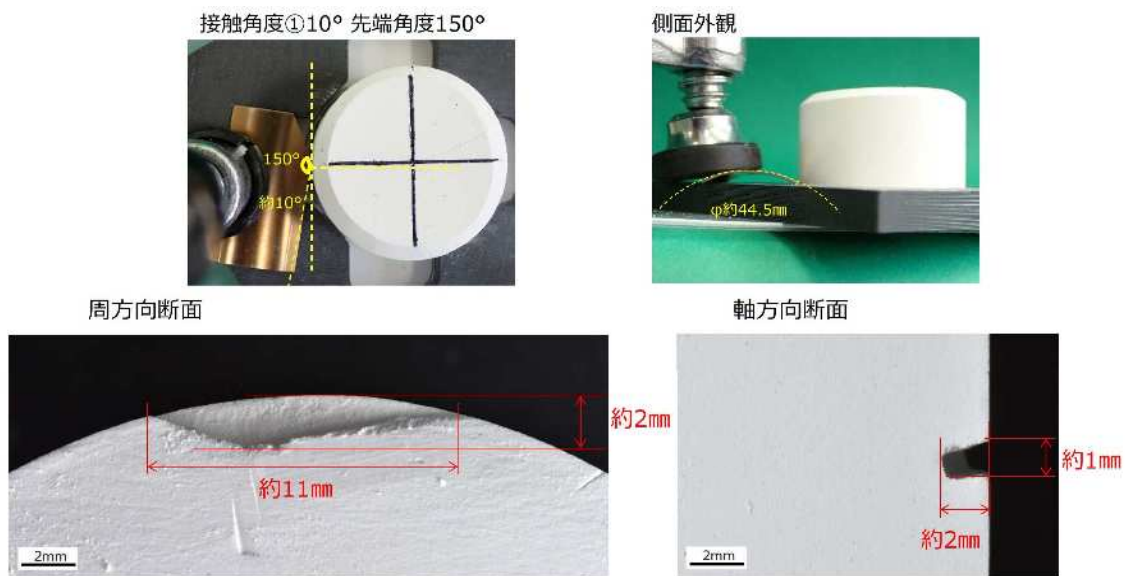 接触角度①10° 先端角度150°
側面外観
150°
約10°
φ約44.5㎜
周方向断面
軸方向断面
約2㎜
約11㎜
2mm
約1㎜
約2㎜
2mm